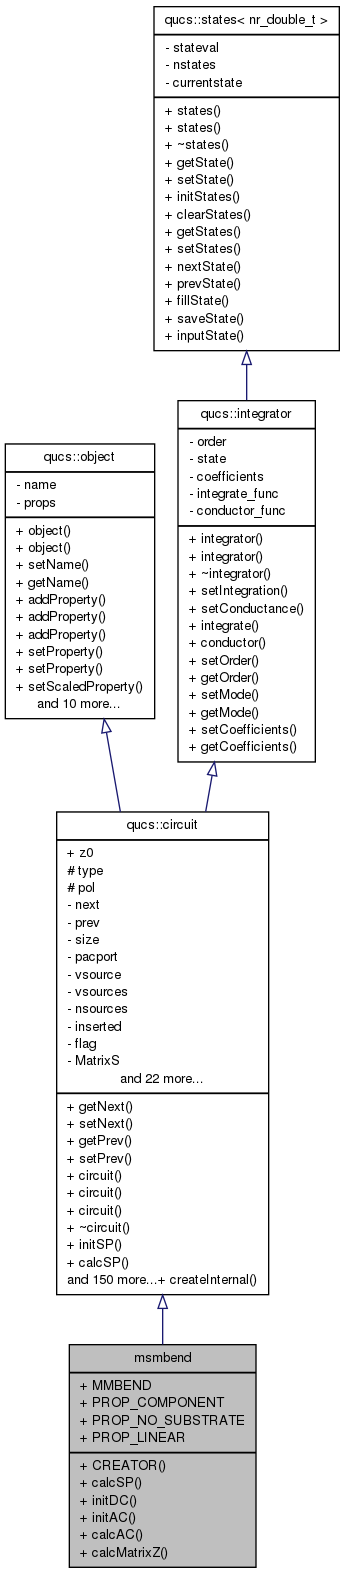 qucs::states< nr_double_t >
- stateval
- nstates
- currentstate
+ states()
+ states()
+ ~states()
+ getState()
+ setState()
+ initStates()
+ clearStates()
+ getStates()
+ setStates()
+ nextState()
+ prevState()
+ fillState()
+ saveState()
+ inputState()
qucs::integrator
- order
- state
- coefficients
- integrate_func
- conductor_func
+ integrator()
+ integrator()
+ ~integrator()
+ setIntegration()
+ setConductance()
+ integrate()
+ conductor()
+ setOrder()
+ getOrder()
+ setMode()
+ getMode()
+ setCoefficients()
+ getCoefficients()
qucs::object
- name
- props
+ object()
+ object()
+ setName()
+ getName()
+ addProperty()
+ addProperty()
+ addProperty()
+ setProperty()
+ setProperty()
+ setScaledProperty()
and 10 more...
qucs::circuit
+ z0
# type
# pol
- next
- prev
- size
- pacport
- vsource
- vsources
- nsources
- inserted
- flag
- MatrixS
and 22 more...
+ getNext()
+ setNext()
+ getPrev()
+ setPrev()
+ circuit()
+ circuit()
+ circuit()
+ ~circuit()
+ initSP()
+ calcSP()
and 150 more...+ createInternal()
msmbend
+ MMBEND
+ PROP_COMPONENT
+ PROP_NO_SUBSTRATE
+ PROP_LINEAR
+ CREATOR()
+ calcSP()
+ initDC()
+ initAC()
+ calcAC()
+ calcMatrixZ()